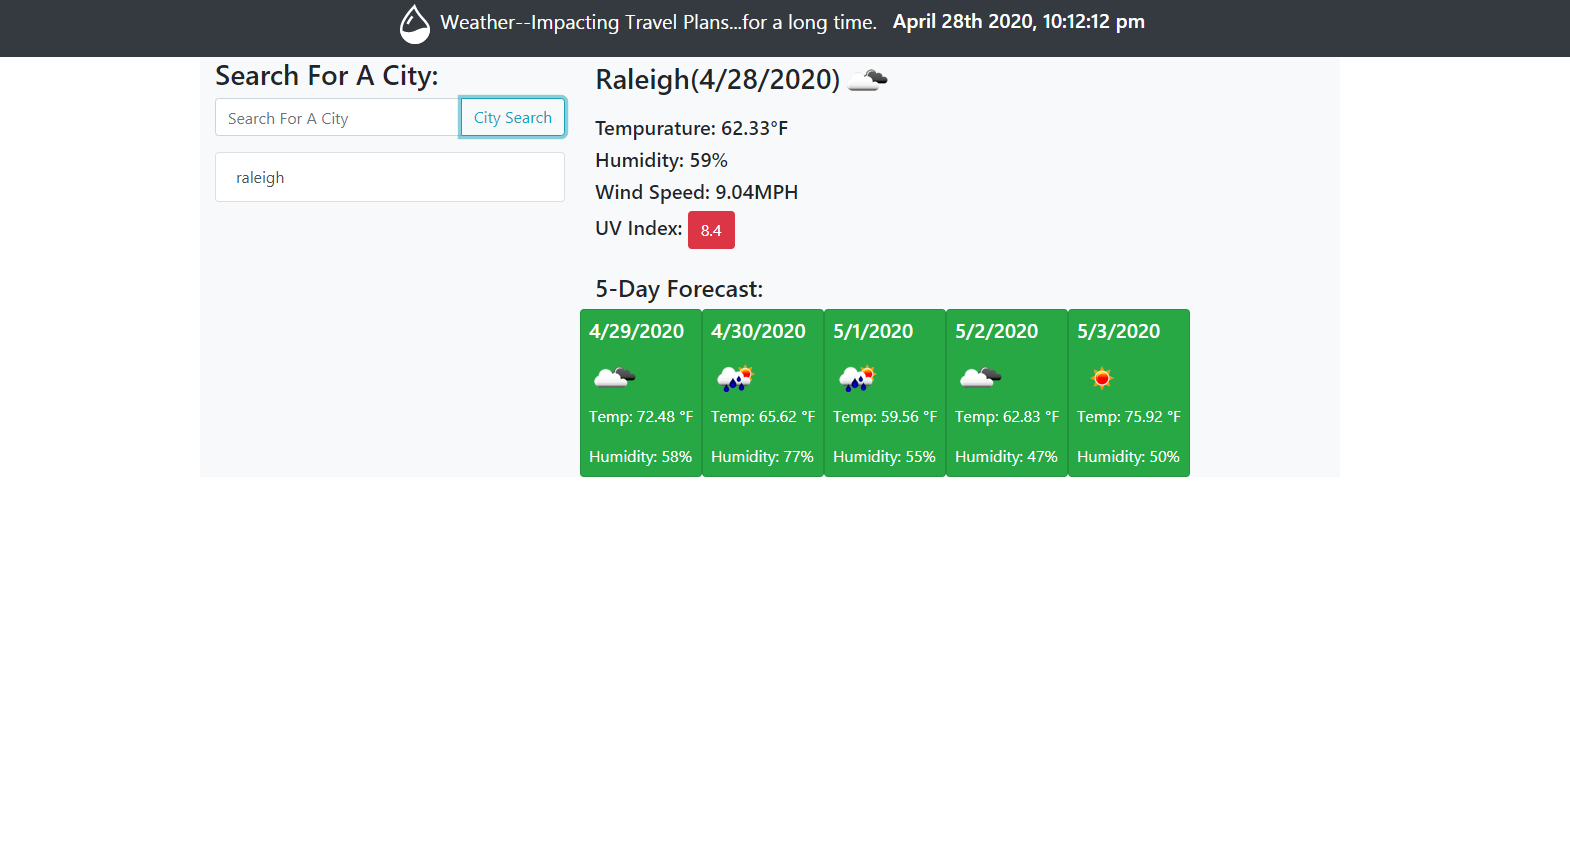 Weather--Impacting Travel Plans...for a long time. April 28th 2020, 10:12:12 pm
Search For A City:
Search For A City City Search
raleigh
Raleigh(4/28/2020)
Tempurature: 62.33°F
Humidity: 59%
Wind Speed: 9.04MPH
UV Index: 8.4
5-Day Forecast:
4/29/2020
Temp: 72.48 °F
Humidity: 58%
4/30/2020
Temp: 65.62 °F
Humidity: 77%
5/1/2020
Temp: 59.56 °F
Humidity: 55%
5/2/2020
Temp: 62.83 °F
Humidity: 47%
5/3/2020
Temp: 75.92 °F
Humidity: 50%